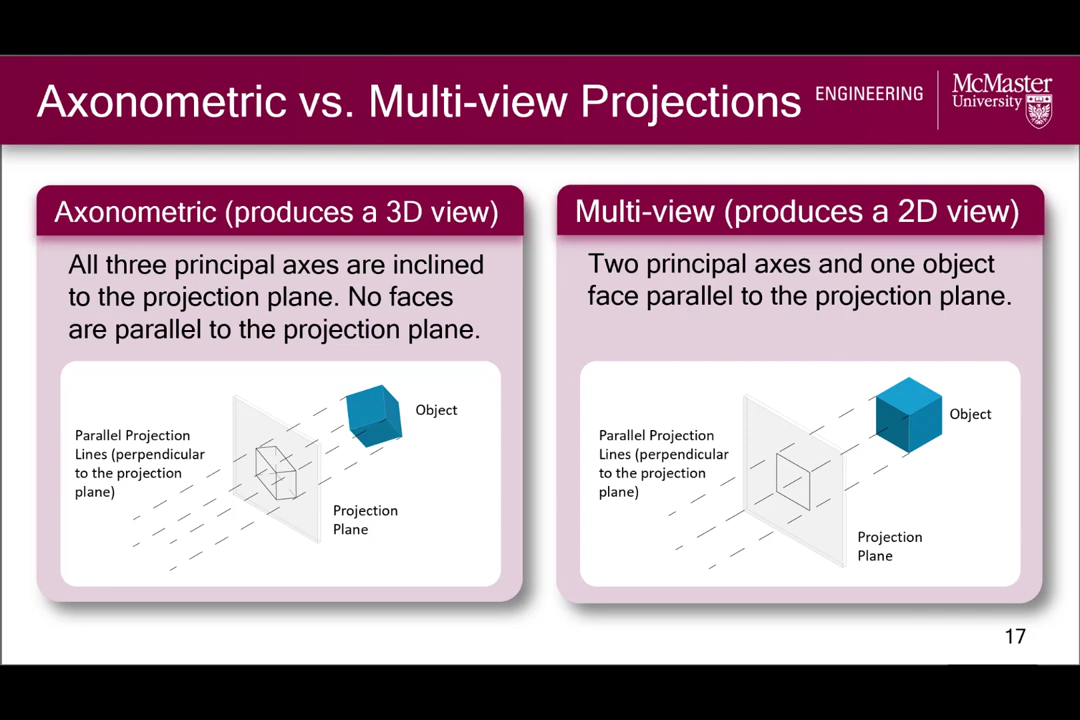 Axonometric vs. Multi-view Projections
ENGINEERING
McMaster
University
Axonometric (produces a 3D view)
All three principal axes are inclined
to the projection plane. No faces
are parallel to the projection plane.
Object
Parallel Projection
Lines (perpendicular
to the projection
plane)
Projection
Plane
Multi-view (produces a 2D view)
Two principal axes and one object
face parallel to the projection plane.
Object
Parallel Projection
Lines (perpendicular
to the projection
plane)
Projection
Plane
17